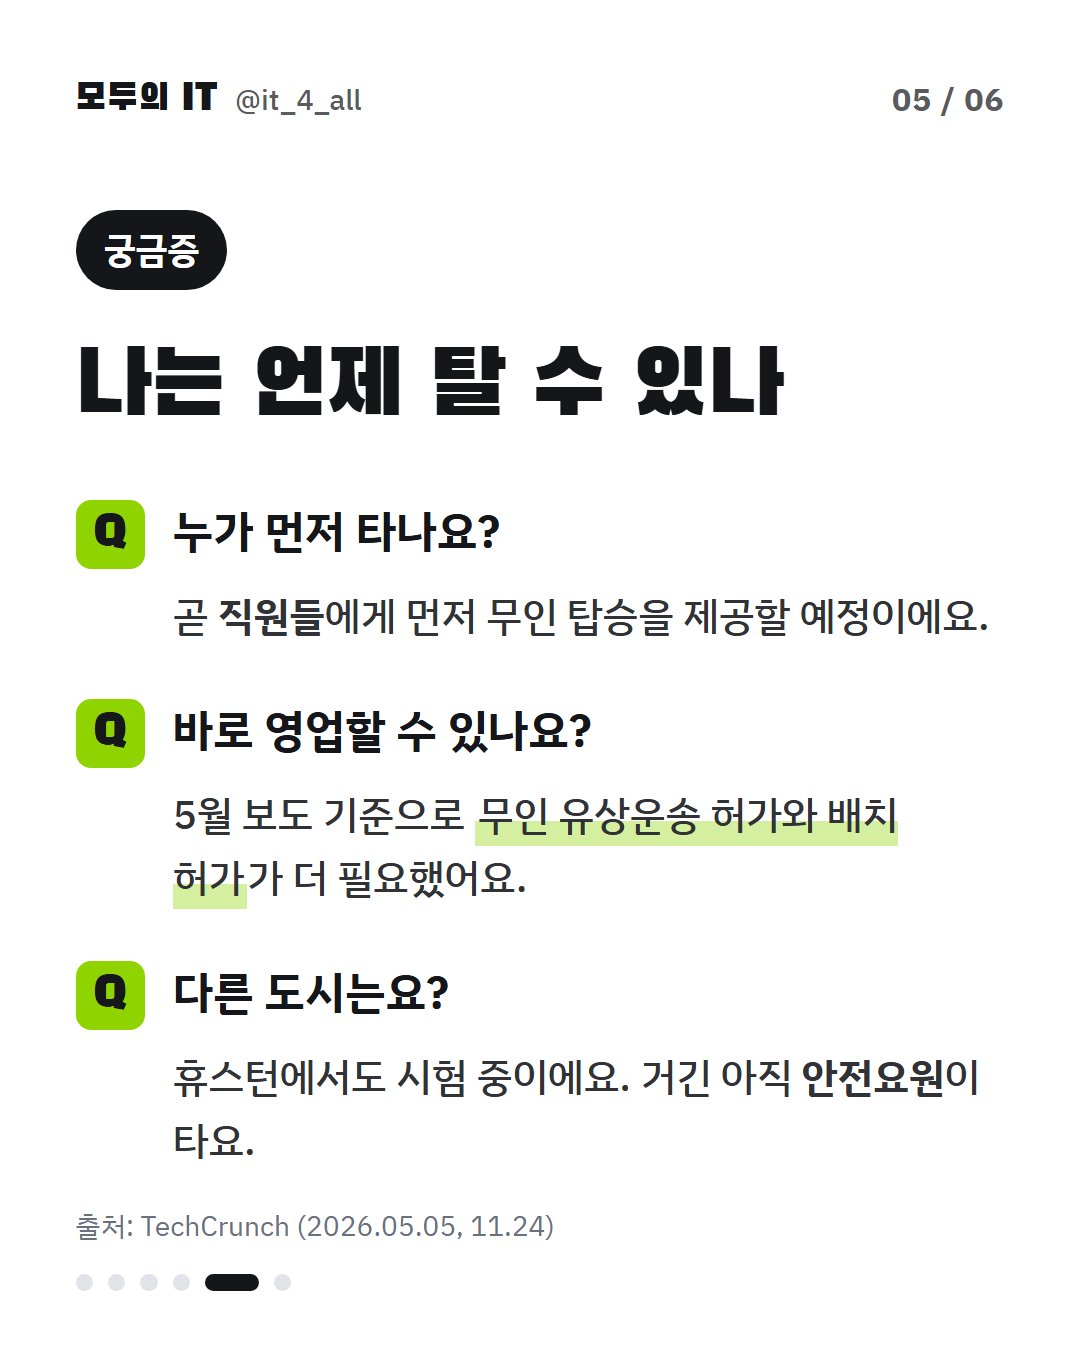 모두의 IT @it_4_all 05 / 06
궁금증
나는 언제 탈 수 있나
Q 누가 먼저 타나요?
곧 직원들에게 먼저 무인 탑승을 제공할 예정이에요.
Q 바로 영업할 수 있나요?
5월 보도 기준으로 무인 유상운송 허가와 배치
허가가 더 필요했어요.
Q 다른 도시는요?
휴스턴에서도 시험 중이에요. 거긴 아직 안전요원이
타요.
출처: TechCrunch (2026.05.05, 11.24)